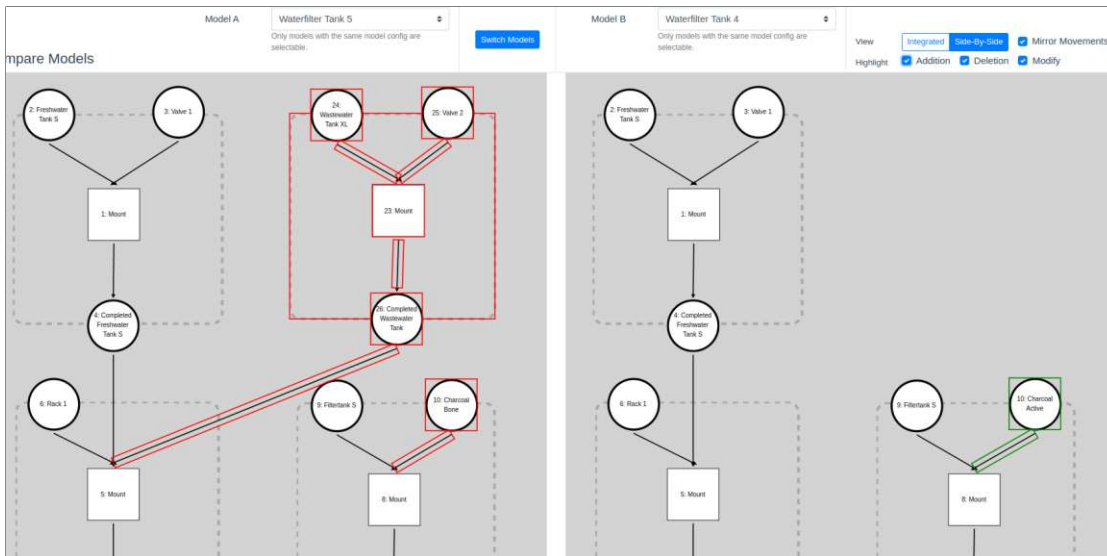 Model A
Waterfilter Tank 5
Only models with the same model config are
selectable.
Switch Models
Model B
Waterfilter Tank 4
Only models with the same model config are
selectable.
View
Integrated
Side-By-Side
Mirror Movements
Highlight
Addition
Deletion
Modify
mpare Models
2: Freshwater
Tank S
3: Valve 1
24:
Wastewater
Tank XL
25: Valve 2
1: Mount
23: Mount
4: Completed
Freshwater
Tank S
26: Completed
Wastewater
Tank
6: Rack 1
9: Filtertank S
10: Charcoal
Bone
5: Mount
8: Mount
2: Freshwater
Tank S
3: Valve 1
1: Mount
4: Completed
Freshwater
Tank S
6: Rack 1
9: Filtertank S
10: Charcoal
Active
5: Mount
8: Mount